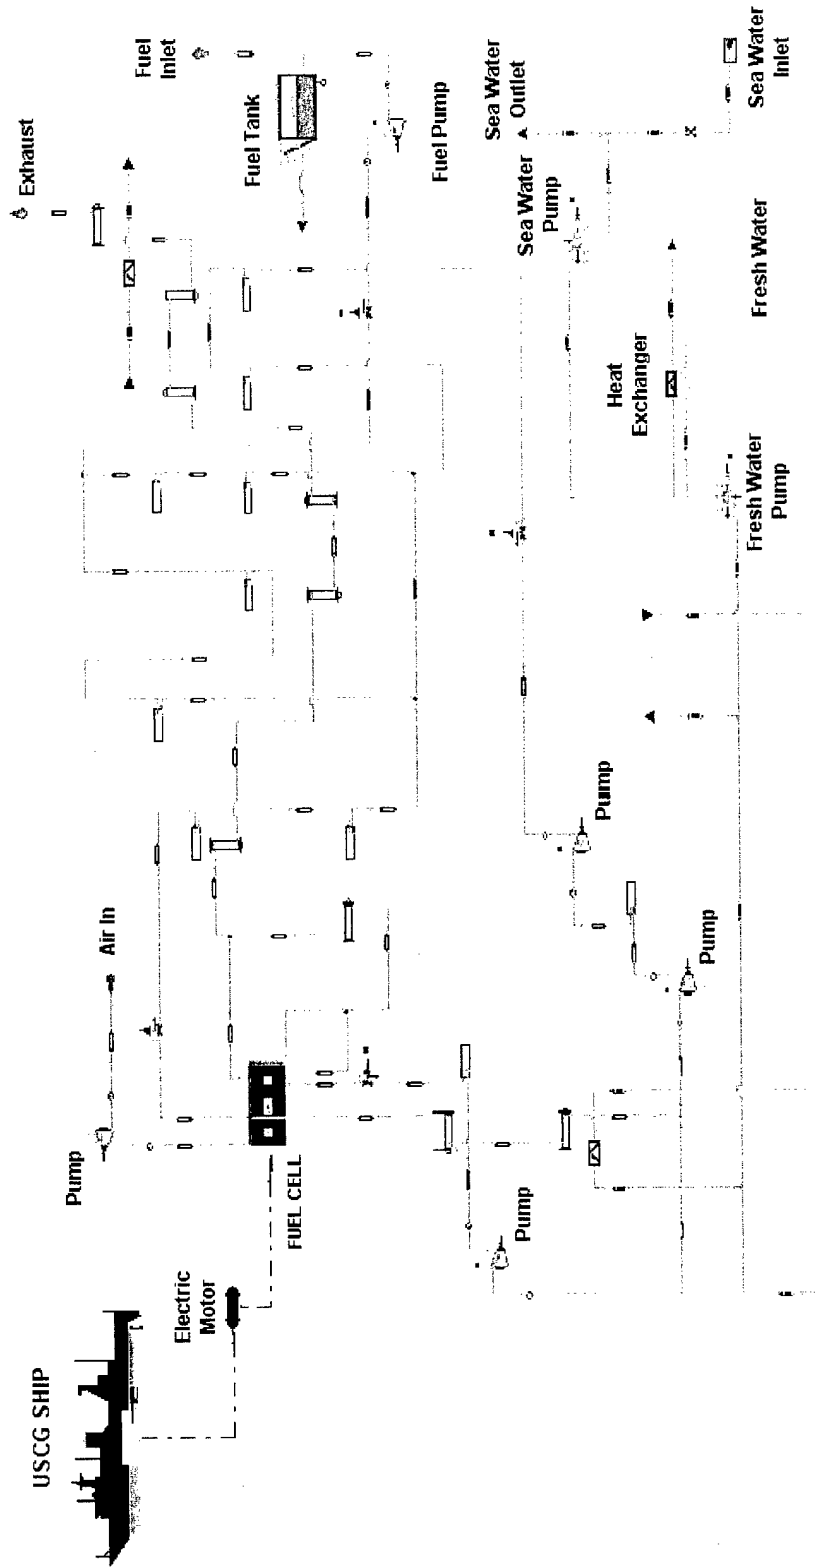 USCG SHIP
Electric
Motor
FUEL CELL
Pump
Air In
Exhaust
Fuel
Inlet
Fuel Tank
Fuel Pump
Sea Water
Outlet
Sea Water
Pump
Sea Water
Inlet
Heat
Exchanger
Fresh Water
Fresh Water
Pump
Pump
Pump
Pump